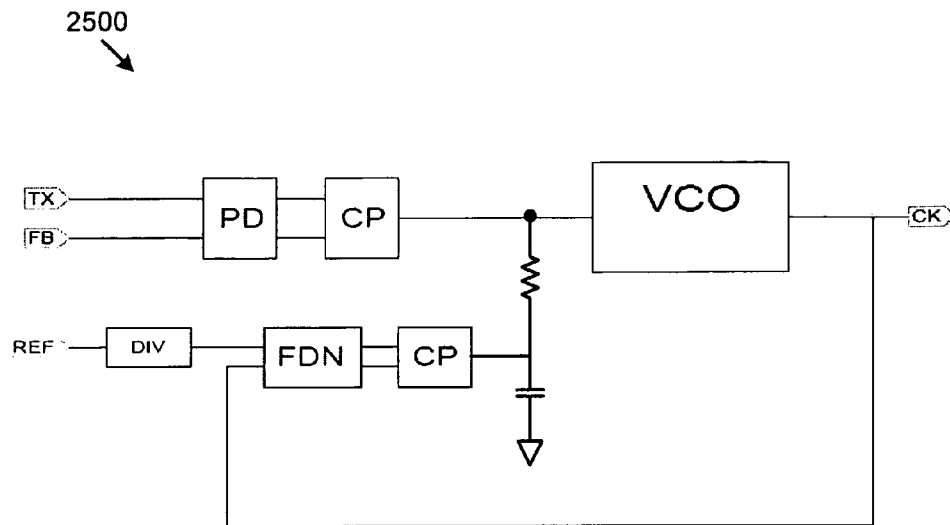 2500
TX
FB
PD
CP
VCO
CK
REF
DIV
FDN
CP